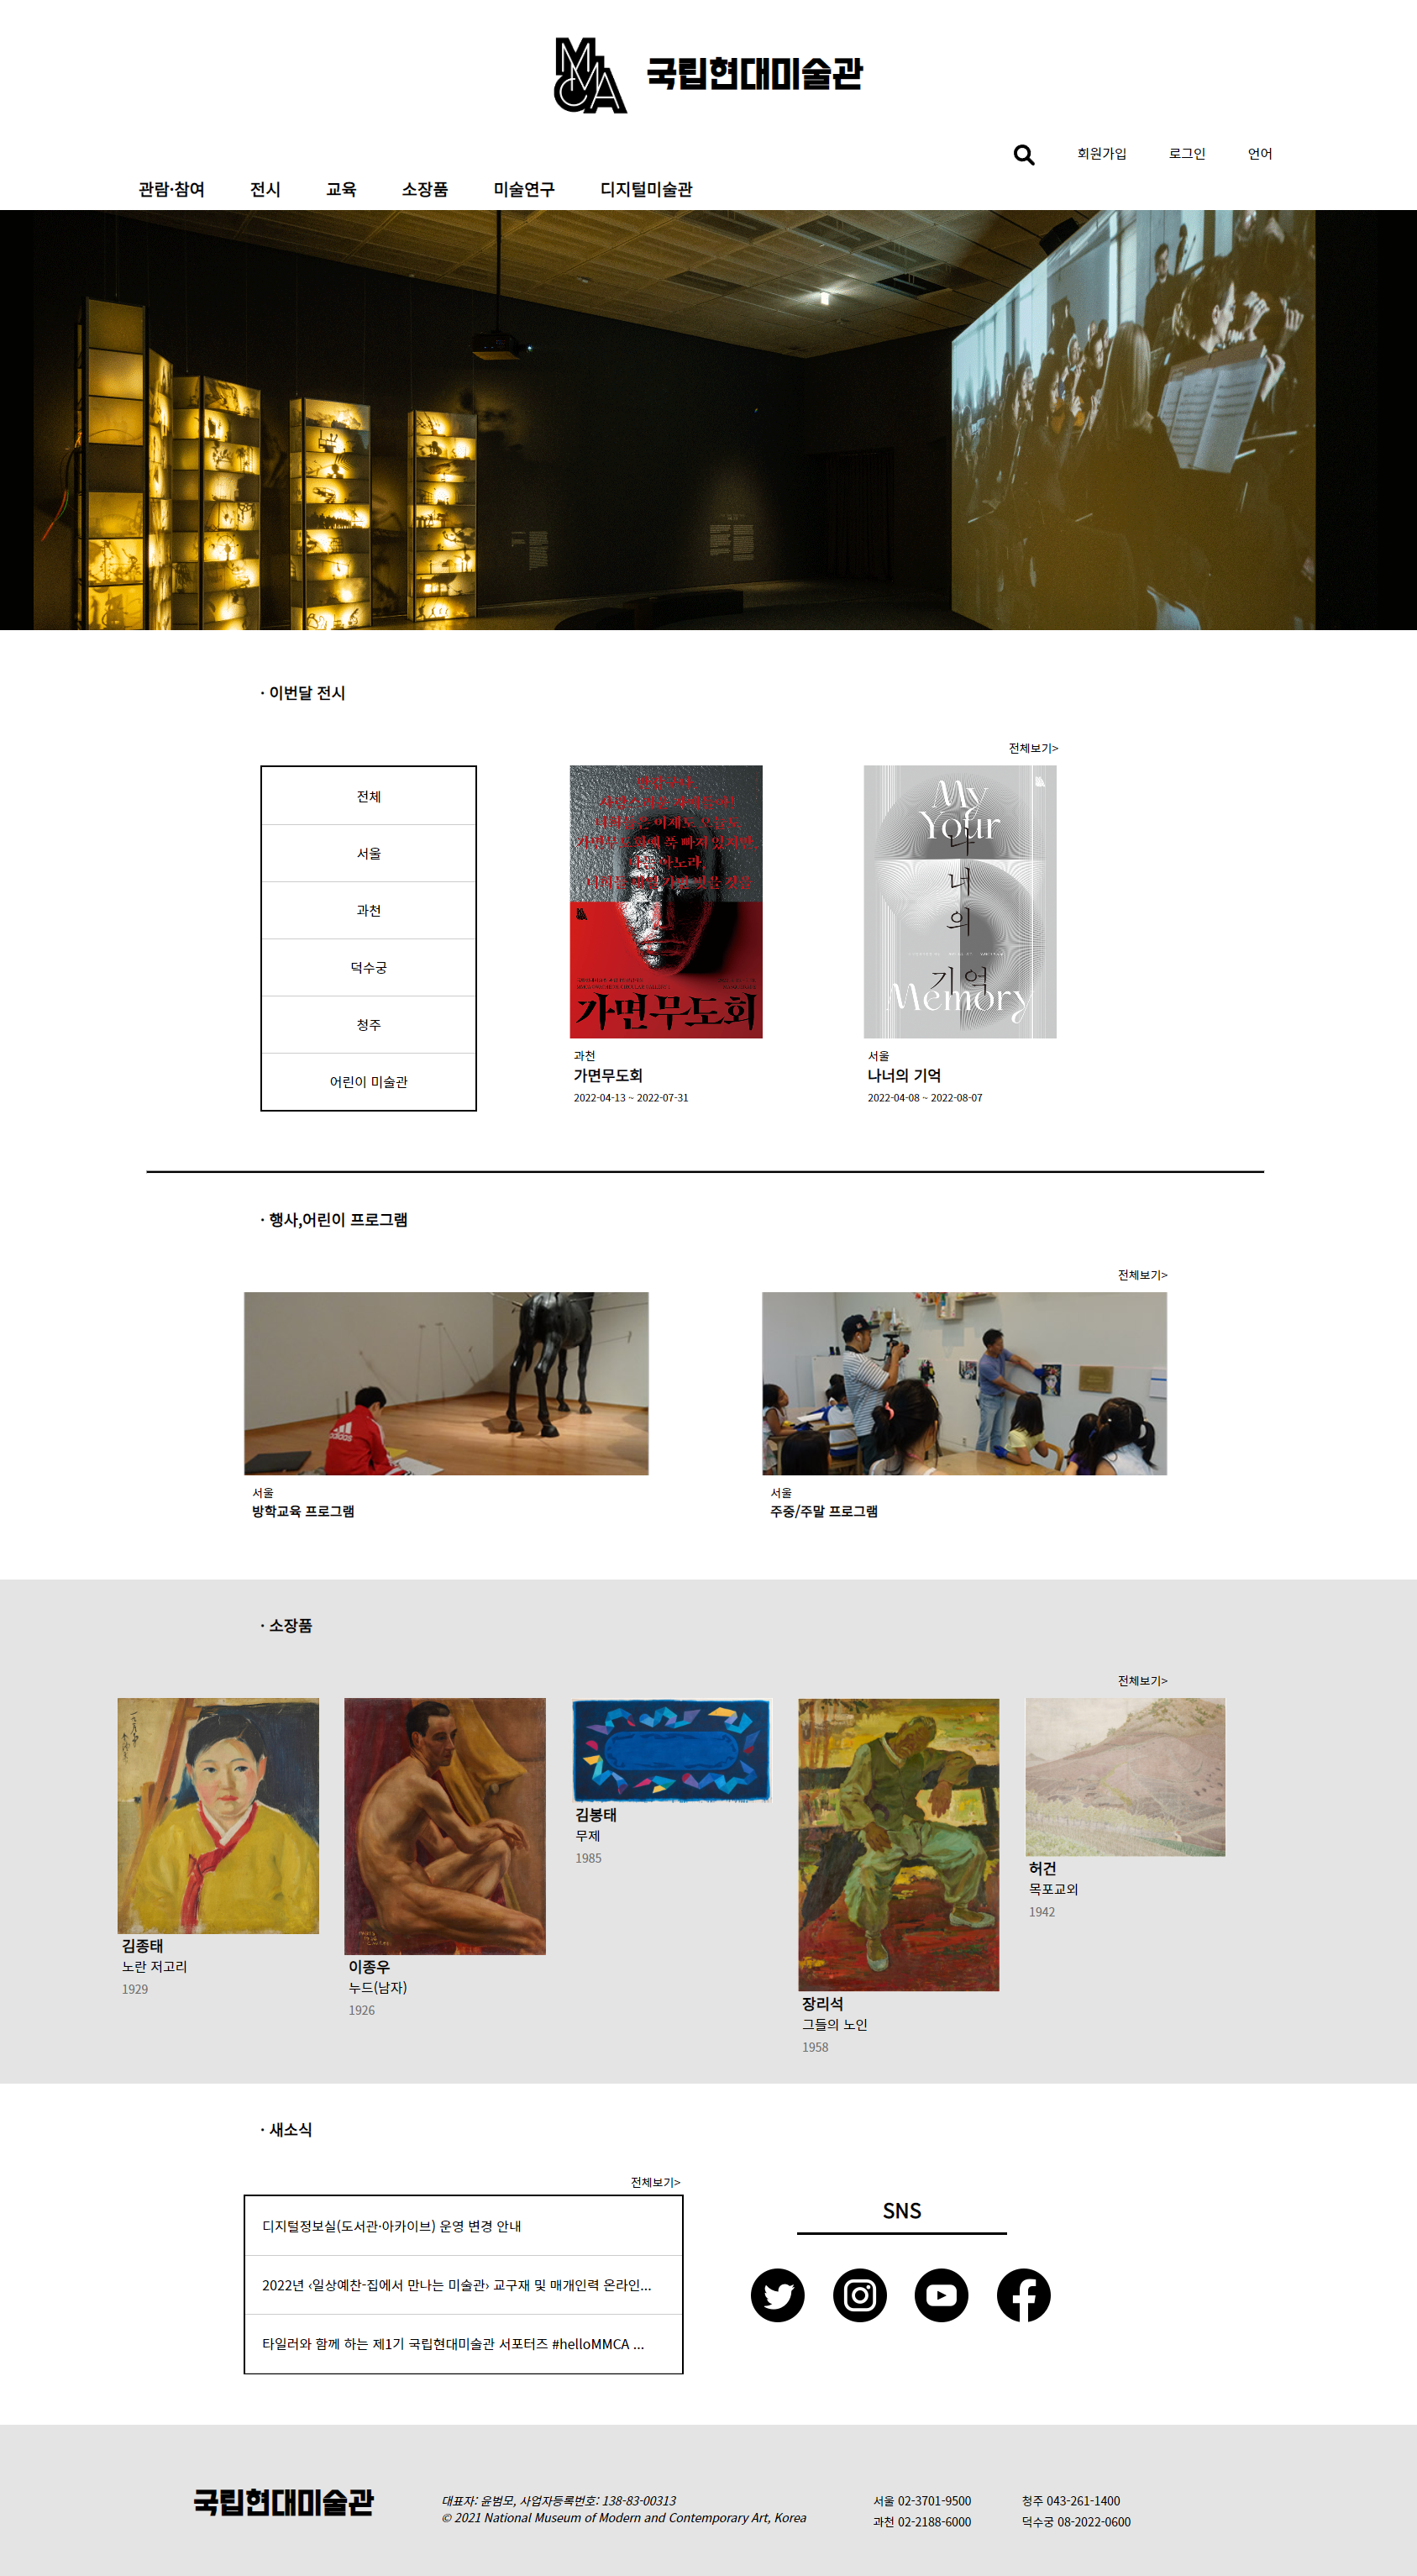 MMCA 국립현대미술관
회원가입 로그인 언어
관람·참여 전시 교육 소장품 미술연구 디지털미술관
· 이번달 전시
전체보기>
전체
서울
과천
덕수궁
청주
어린이 미술관
가면무도회
과천
가면무도회
2022-04-13 ~ 2022-07-31
My
Your
나
너
의
기억
Memory
서울
나너의 기억
2022-04-08 ~ 2022-08-07
· 행사,어린이 프로그램
전체보기>
adidas
서울
방학교육 프로그램
서울
주중/주말 프로그램
· 소장품
전체보기>
김종태
노란 저고리
1929
이종우
누드(남자)
1926
김봉태
무제
1985
장리석
그들의 노인
1958
허건
목포교외
1942
· 새소식
전체보기>
디지털정보실(도서관·아카이브) 운영 변경 안내
2022년 ‹일상예찬-집에서 만나는 미술관› 교구재 및 매개인력 온라인...
타일러와 함께 하는 제1기 국립현대미술관 서포터즈 #helloMMCA ...
SNS
국립현대미술관
대표자: 윤범모, 사업자등록번호: 138-83-00313
© 2021 National Museum of Modern and Contemporary Art, Korea
서울 02-3701-9500
과천 02-2188-6000
청주 043-261-1400
덕수궁 08-2022-0600